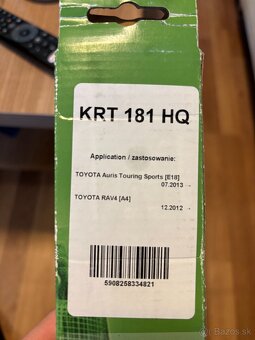 KRT 181 HQ
Application / zastosowanie:
TOYOTA Auris Touring Sports [E18]
07.2013 -
TOYOTA RAV4 [A4]
12.2012 -
5908258334821
bazar.sk